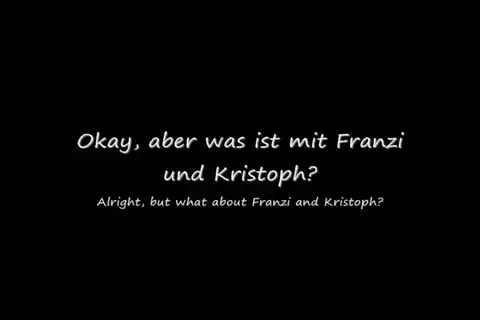 Okay, aber was ist mit Franzi
und Kristoph?
Alright, but what about Franzi and Kristoph?